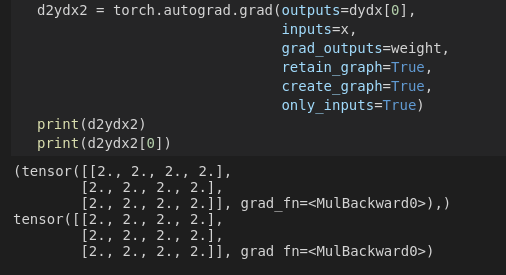 d2ydx2 = torch.autograd.grad(outputs=dydx[0],
inputs=x,
grad_outputs=weight,
retain_graph=True,
create_graph=True,
only_inputs=True)
print(d2ydx2)
print(d2ydx2[0])
(tensor([[2., 2., 2., 2.],
[2., 2., 2., 2.],
[2., 2., 2., 2.]], grad_fn=<MulBackward0>),)
tensor([[2., 2., 2., 2.],
[2., 2., 2., 2.],
[2., 2., 2., 2.]], grad fn=<MulBackward0>)